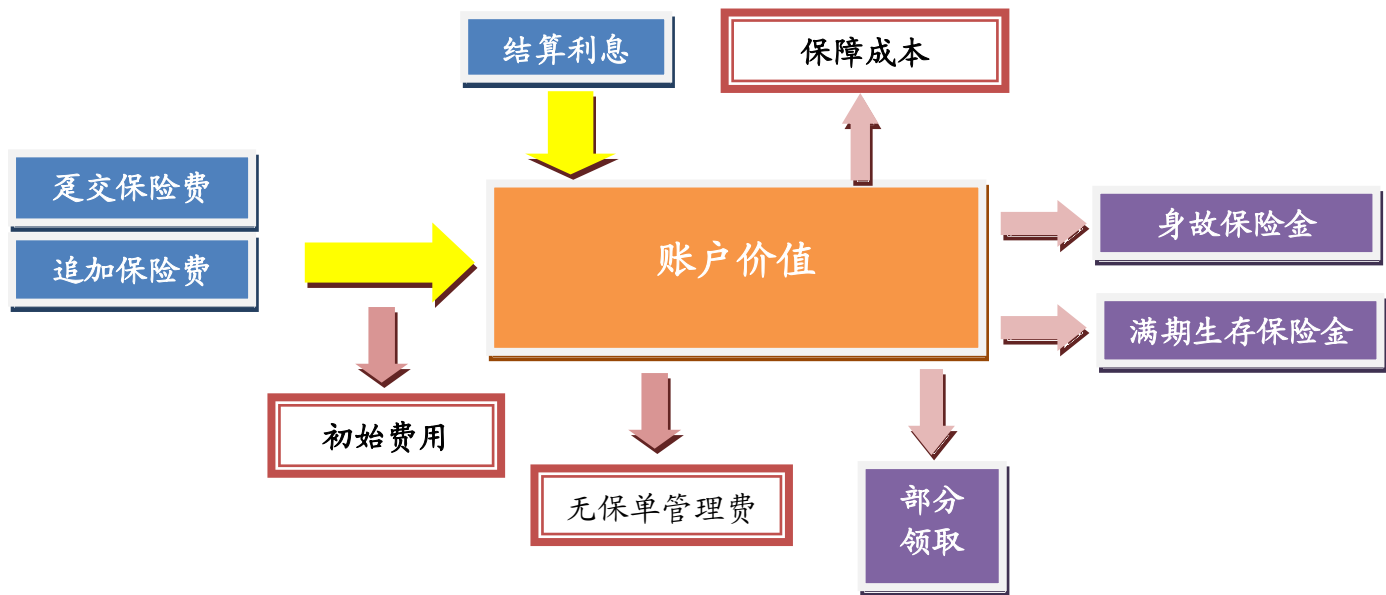 结算利息
保障成本
趸交保险费
追加保险费
账户价值
身故保险金
满期生存保险金
初始费用
无保单管理费
部分
领取